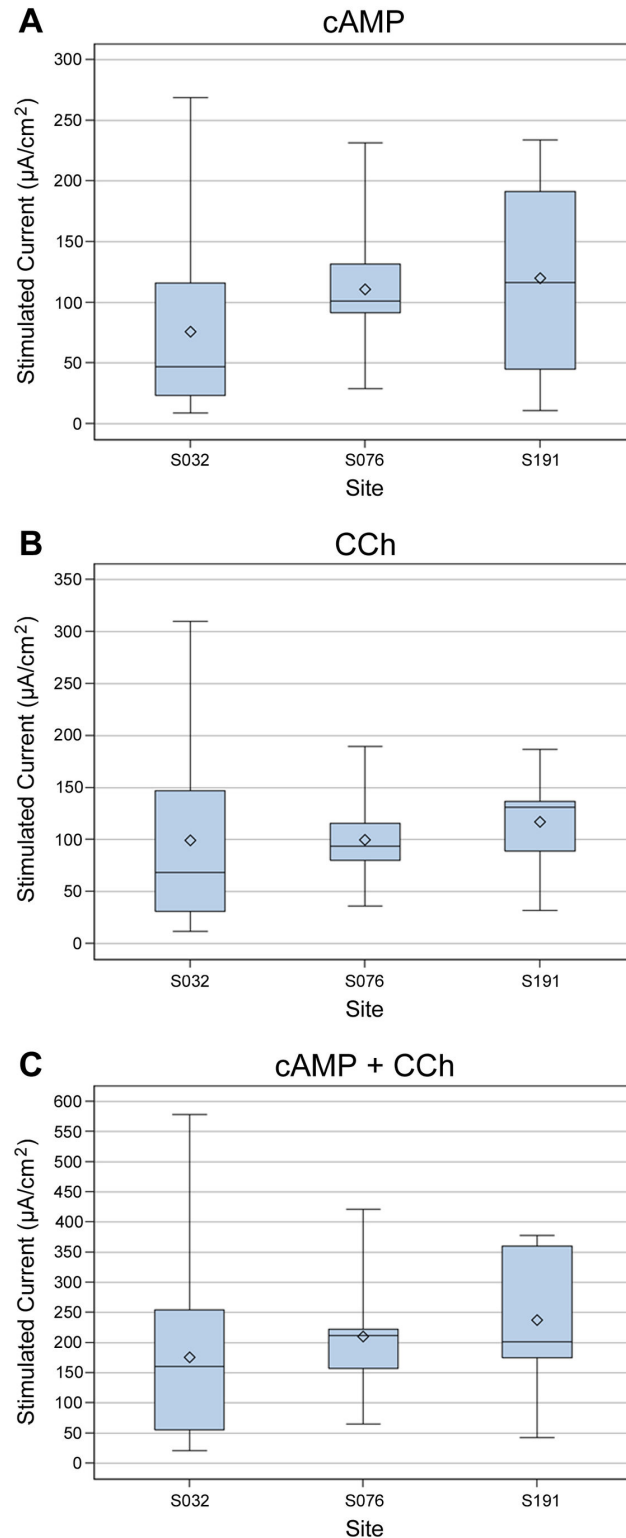 A
cAMP
Stimulated Current (µA/cm²)
300
250
200
150
100
50
0
S032 S076 S191
Site
B
CCh
Stimulated Current (µA/cm²)
350
300
250
200
150
100
50
0
S032 S076 S191
Site
C
cAMP + CCh
Stimulated Current (µA/cm²)
600
550
500
450
400
350
300
250
200
150
100
50
0
S032 S076 S191
Site